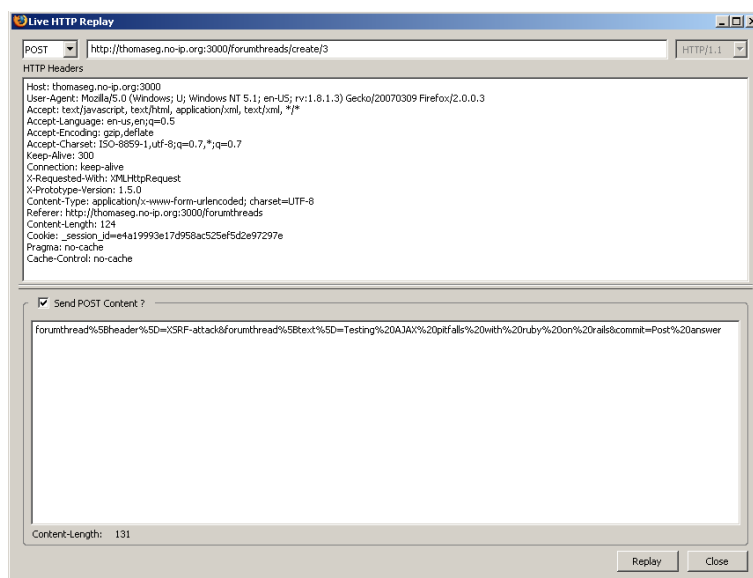 Live HTTP Replay
POST http://thomaseg.no-ip.org:3000/forumthreads/create/3 HTTP/1.1
HTTP Headers
Host: thomaseg.no-ip.org:3000
User-Agent: Mozilla/5.0 (Windows; U; Windows NT 5.1; en-US; rv:1.8.1.3) Gecko/20070309 Firefox/2.0.0.3
Accept: text/javascript, text/html, application/xml, text/xml, */*
Accept-Language: en-us,en;q=0.5
Accept-Encoding: gzip,deflate
Accept-Charset: ISO-8859-1,utf-8;q=0.7,*;q=0.7
Keep-Alive: 300
Connection: keep-alive
X-Requested-With: XMLHttpRequest
X-Prototype-Version: 1.5.0
Content-Type: application/x-www-form-urlencoded; charset=UTF-8
Referer: http://thomaseg.no-ip.org:3000/forumthreads
Content-Length: 124
Cookie: _session_id=e4a19993e17d958ac525ef5d2e97297e
Pragma: no-cache
Cache-Control: no-cache
Send POST Content ?
forumthread%5Bheader%5D=XSRF-attack&forumthread%5Btext%5D=Testing%20AJAX%20pitfalls%20with%20ruby%20on%20rails&commit=Post%20answer
Content-Length: 131
Replay Close